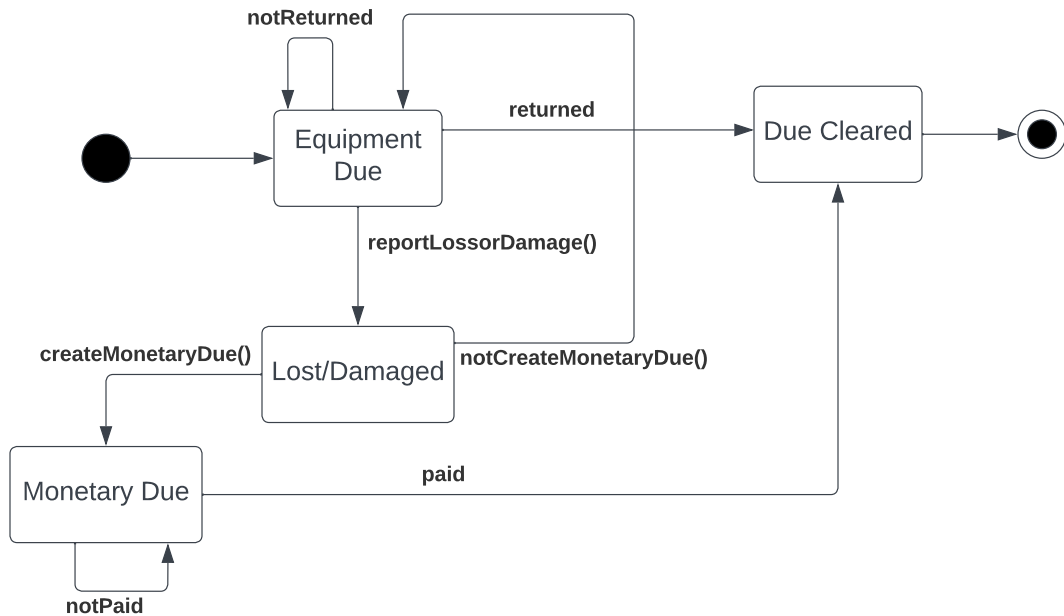 notReturned
returned
Equipment
Due
Due Cleared
reportLossorDamage()
createMonetaryDue()
notCreateMonetaryDue()
Lost/Damaged
Monetary Due
paid
notPaid